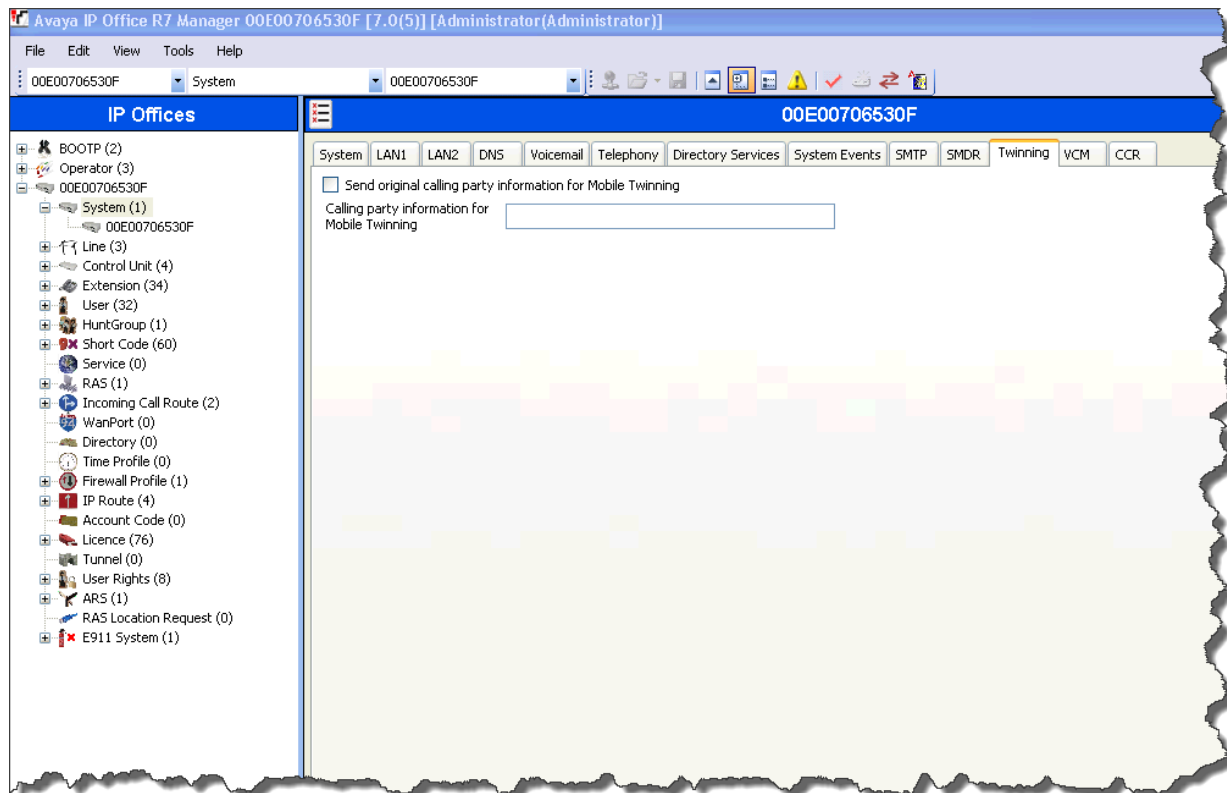 Avaya IP Office R7 Manager 00E00706530F [7.0(5)] [Administrator(Administrator)]
File Edit View Tools Help
00E00706530F System 00E00706530F
IP Offices
00E00706530F
BOOTP (2)
Operator (3)
00E00706530F
System (1)
00E00706530F
Line (3)
Control Unit (4)
Extension (34)
User (32)
HuntGroup (1)
Short Code (60)
Service (0)
RAS (1)
Incoming Call Route (2)
WanPort (0)
Directory (0)
Time Profile (0)
Firewall Profile (1)
IP Route (4)
Account Code (0)
Licence (76)
Tunnel (0)
User Rights (8)
ARS (1)
RAS Location Request (0)
E911 System (1)
System LAN1 LAN2 DNS Voicemail Telephony Directory Services System Events SMTP SMDR Twinning VCM CCR
Send original calling party information for Mobile Twinning
Calling party information for
Mobile Twinning